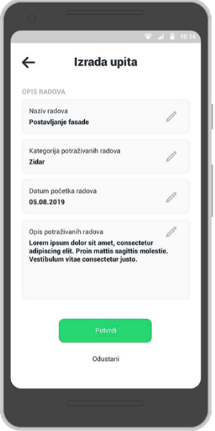 16:14
Izrada upita
OPIS RADOVA
Naziv radova
Postavljanje fasade
Kategorija potraživanih radova
Zidar
Datum početka radova
05.08.2019
Opis potraživanih radova
Lorem ipsum dolor sit amet, consectetur
adipiscing elit. Proin mattis sagittis molestie.
Vestibulum vitae consectetur justo.
Potvrdi
Odustani